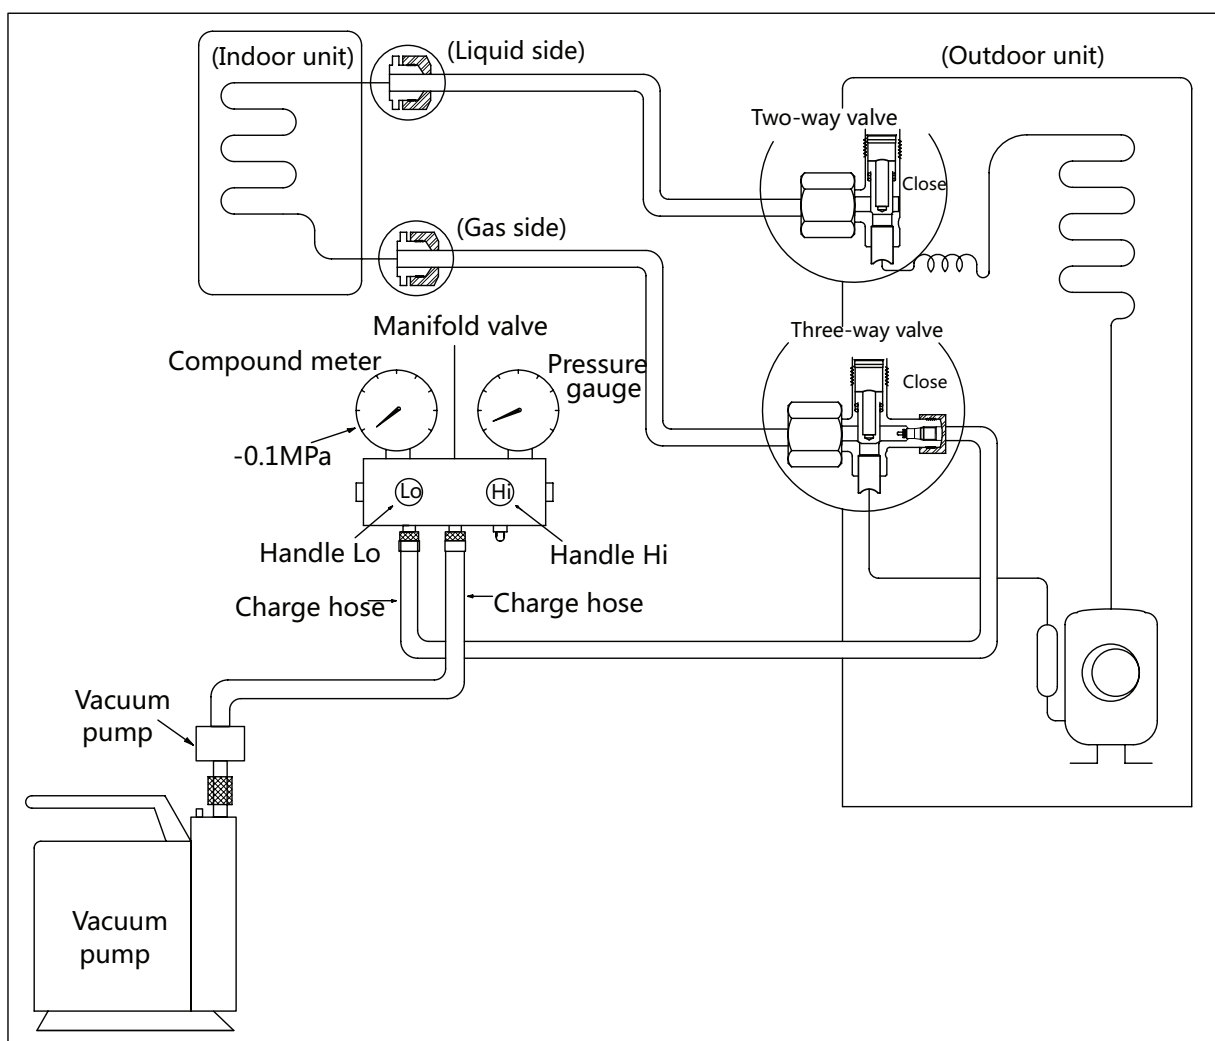 (Indoor unit)
(Liquid side)
(Outdoor unit)
Two-way valve
Close
(Gas side)
Manifold valve
Three-way valve
Compound meter
Pressure
gauge
Close
-0.1MPa
Lo
Hi
Handle Lo
Handle Hi
Charge hose
Charge hose
Vacuum
pump
Vacuum
pump